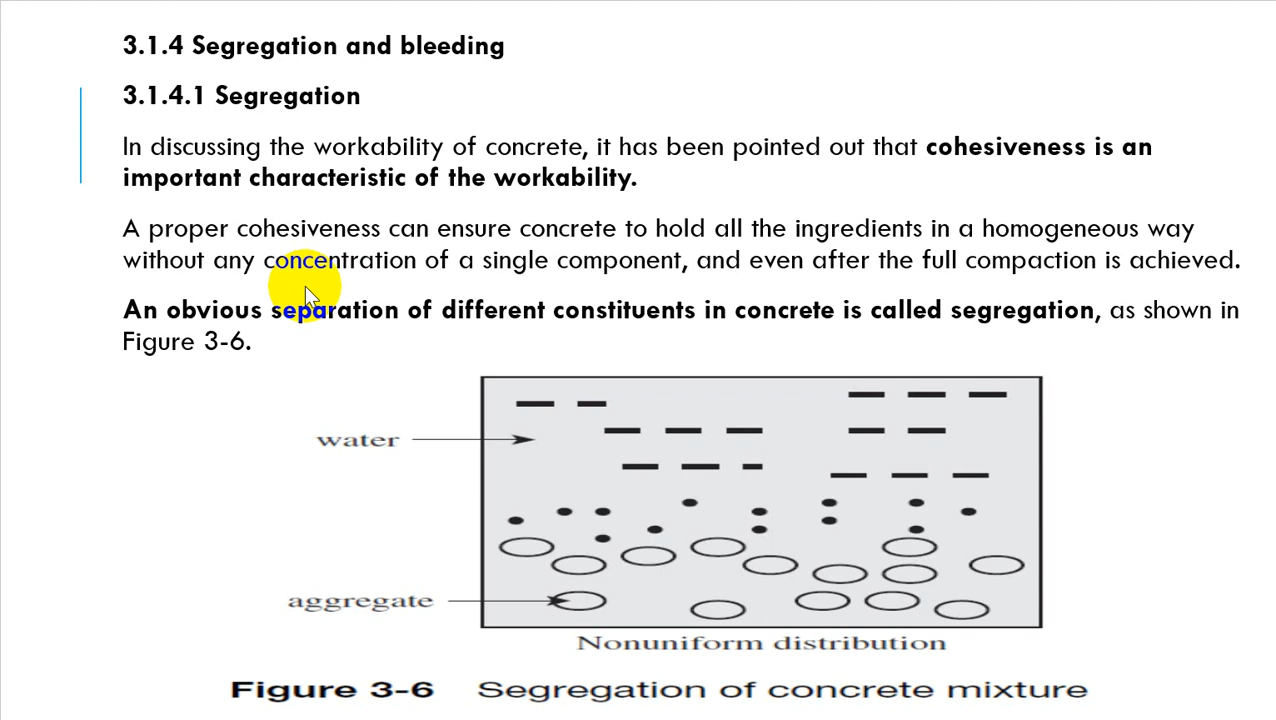 3.1.4 Segregation and bleeding
3.1.4.1 Segregation
In discussing the workability of concrete, it has been pointed out that cohesiveness is an
important characteristic of the workability.
A proper cohesiveness can ensure concrete to hold all the ingredients in a homogeneous way
without any concentration of a single component, and even after the full compaction is achieved.
An obvious separation of different constituents in concrete is called segregation, as shown in
Figure 3-6.
water
aggregate
Nonuniform distribution
Figure 3-6 Segregation of concrete mixture